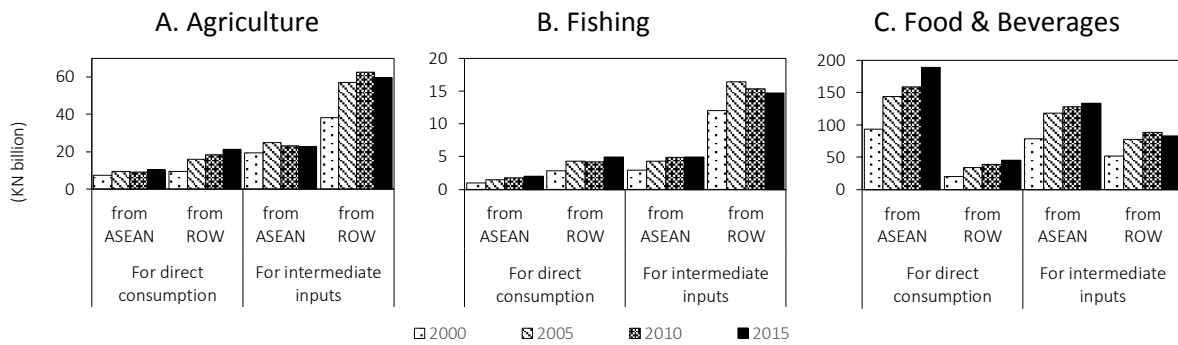 A. Agriculture
B. Fishing
C. Food & Beverages
(KN billion)
60
40
20
0
from ASEAN
from ROW
from ASEAN
from ROW
For direct consumption
For intermediate inputs
20
15
10
5
0
from ASEAN
from ROW
from ASEAN
from ROW
For direct consumption
For intermediate inputs
200
150
100
50
0
from ASEAN
from ROW
from ASEAN
from ROW
For direct consumption
For intermediate inputs
2000 2005 2010 2015